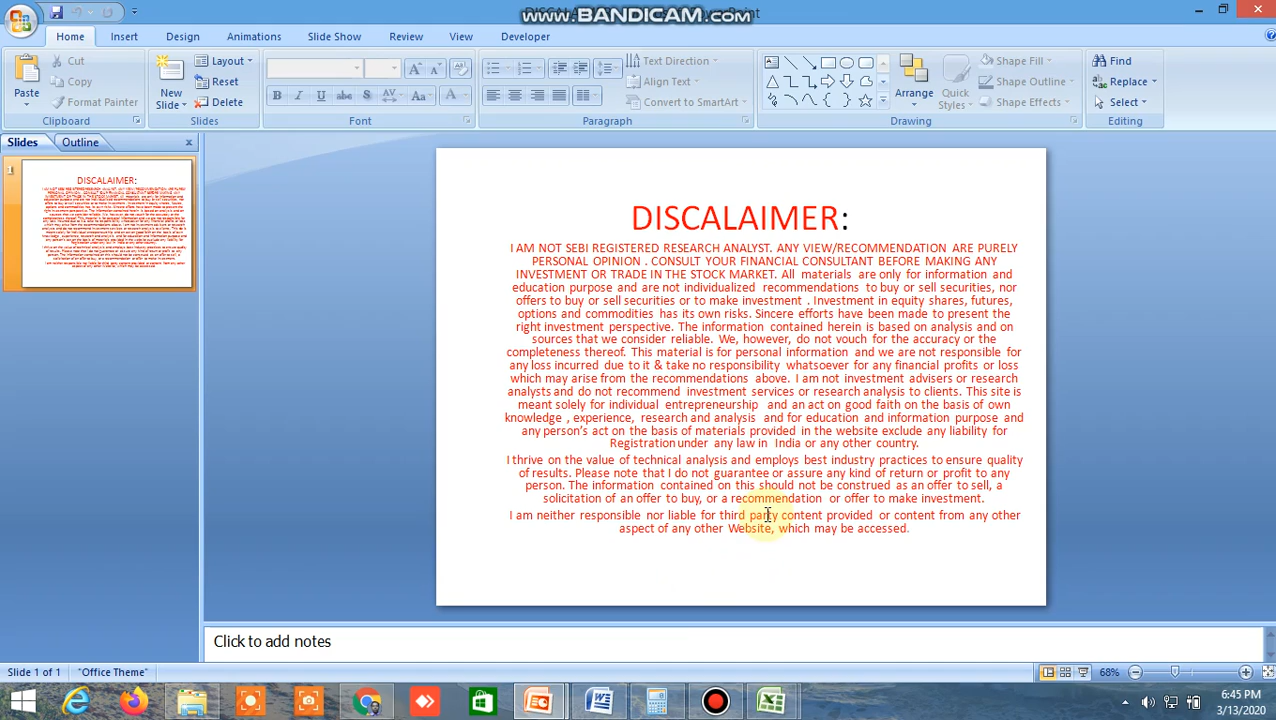 www.BANDICAM.com
Home Insert Design Animations Slide Show Review View Developer
Paste
Cut
Copy
Format Painter
Clipboard
New
Slide
Layout
Reset
Delete
Slides
B I U abc S AV Aa A
Font
Text Direction
Align Text
Convert to SmartArt
Paragraph
Arrange
Quick
Styles
Shape Fill
Shape Outline
Shape Effects
Drawing
Find
Replace
Select
Editing
Slides Outline
1
DISCALAIMER:
I AM NOT SEBI REGISTERED RESEARCH ANALYST. ANY VIEW/RECOMMENDATION ARE PURELY
PERSONAL OPINION . CONSULT YOUR FINANCIAL CONSULTANT BEFORE MAKING ANY
INVESTMENT OR TRADE IN THE STOCK MARKET. All materials are only for information and
education purpose and are not individualized recommendations to buy or sell securities, nor
offers to buy or sell securities or to make investment . Investment in equity shares, futures,
options and commodities has its own risks. Sincere efforts have been made to present the
right investment perspective. The information contained herein is based on analysis and on
sources that we consider reliable. We, however, do not vouch for the accuracy or the
completeness thereof. This material is for personal information and we are not responsible for
any loss incurred due to it & take no responsibility whatsoever for any financial profits or loss
which may arise from the recommendations above. I am not investment advisers or research
analysts and do not recommend investment services or research analysis to clients. This site is
meant solely for individual entrepreneurship and an act on good faith on the basis of own
knowledge , experience, research and analysis and for education and information purpose and
any person's act on the basis of materials provided in the website exclude any liability for
Registration under any law in India or any other country.
I thrive on the value of technical analysis and employs best industry practices to ensure quality
of results. Please note that I do not guarantee or assure any kind of return or profit to any
person. The information contained on this should not be construed as an offer to sell, a
solicitation of an offer to buy, or a recommendation or offer to make investment.
I am neither responsible nor liable for third party content provided or content from any other
aspect of any other Website, which may be accessed.
DISCALAIMER:
Click to add notes
Slide 1 of 1 "Office Theme" 68%
6:45 PM
3/13/2020